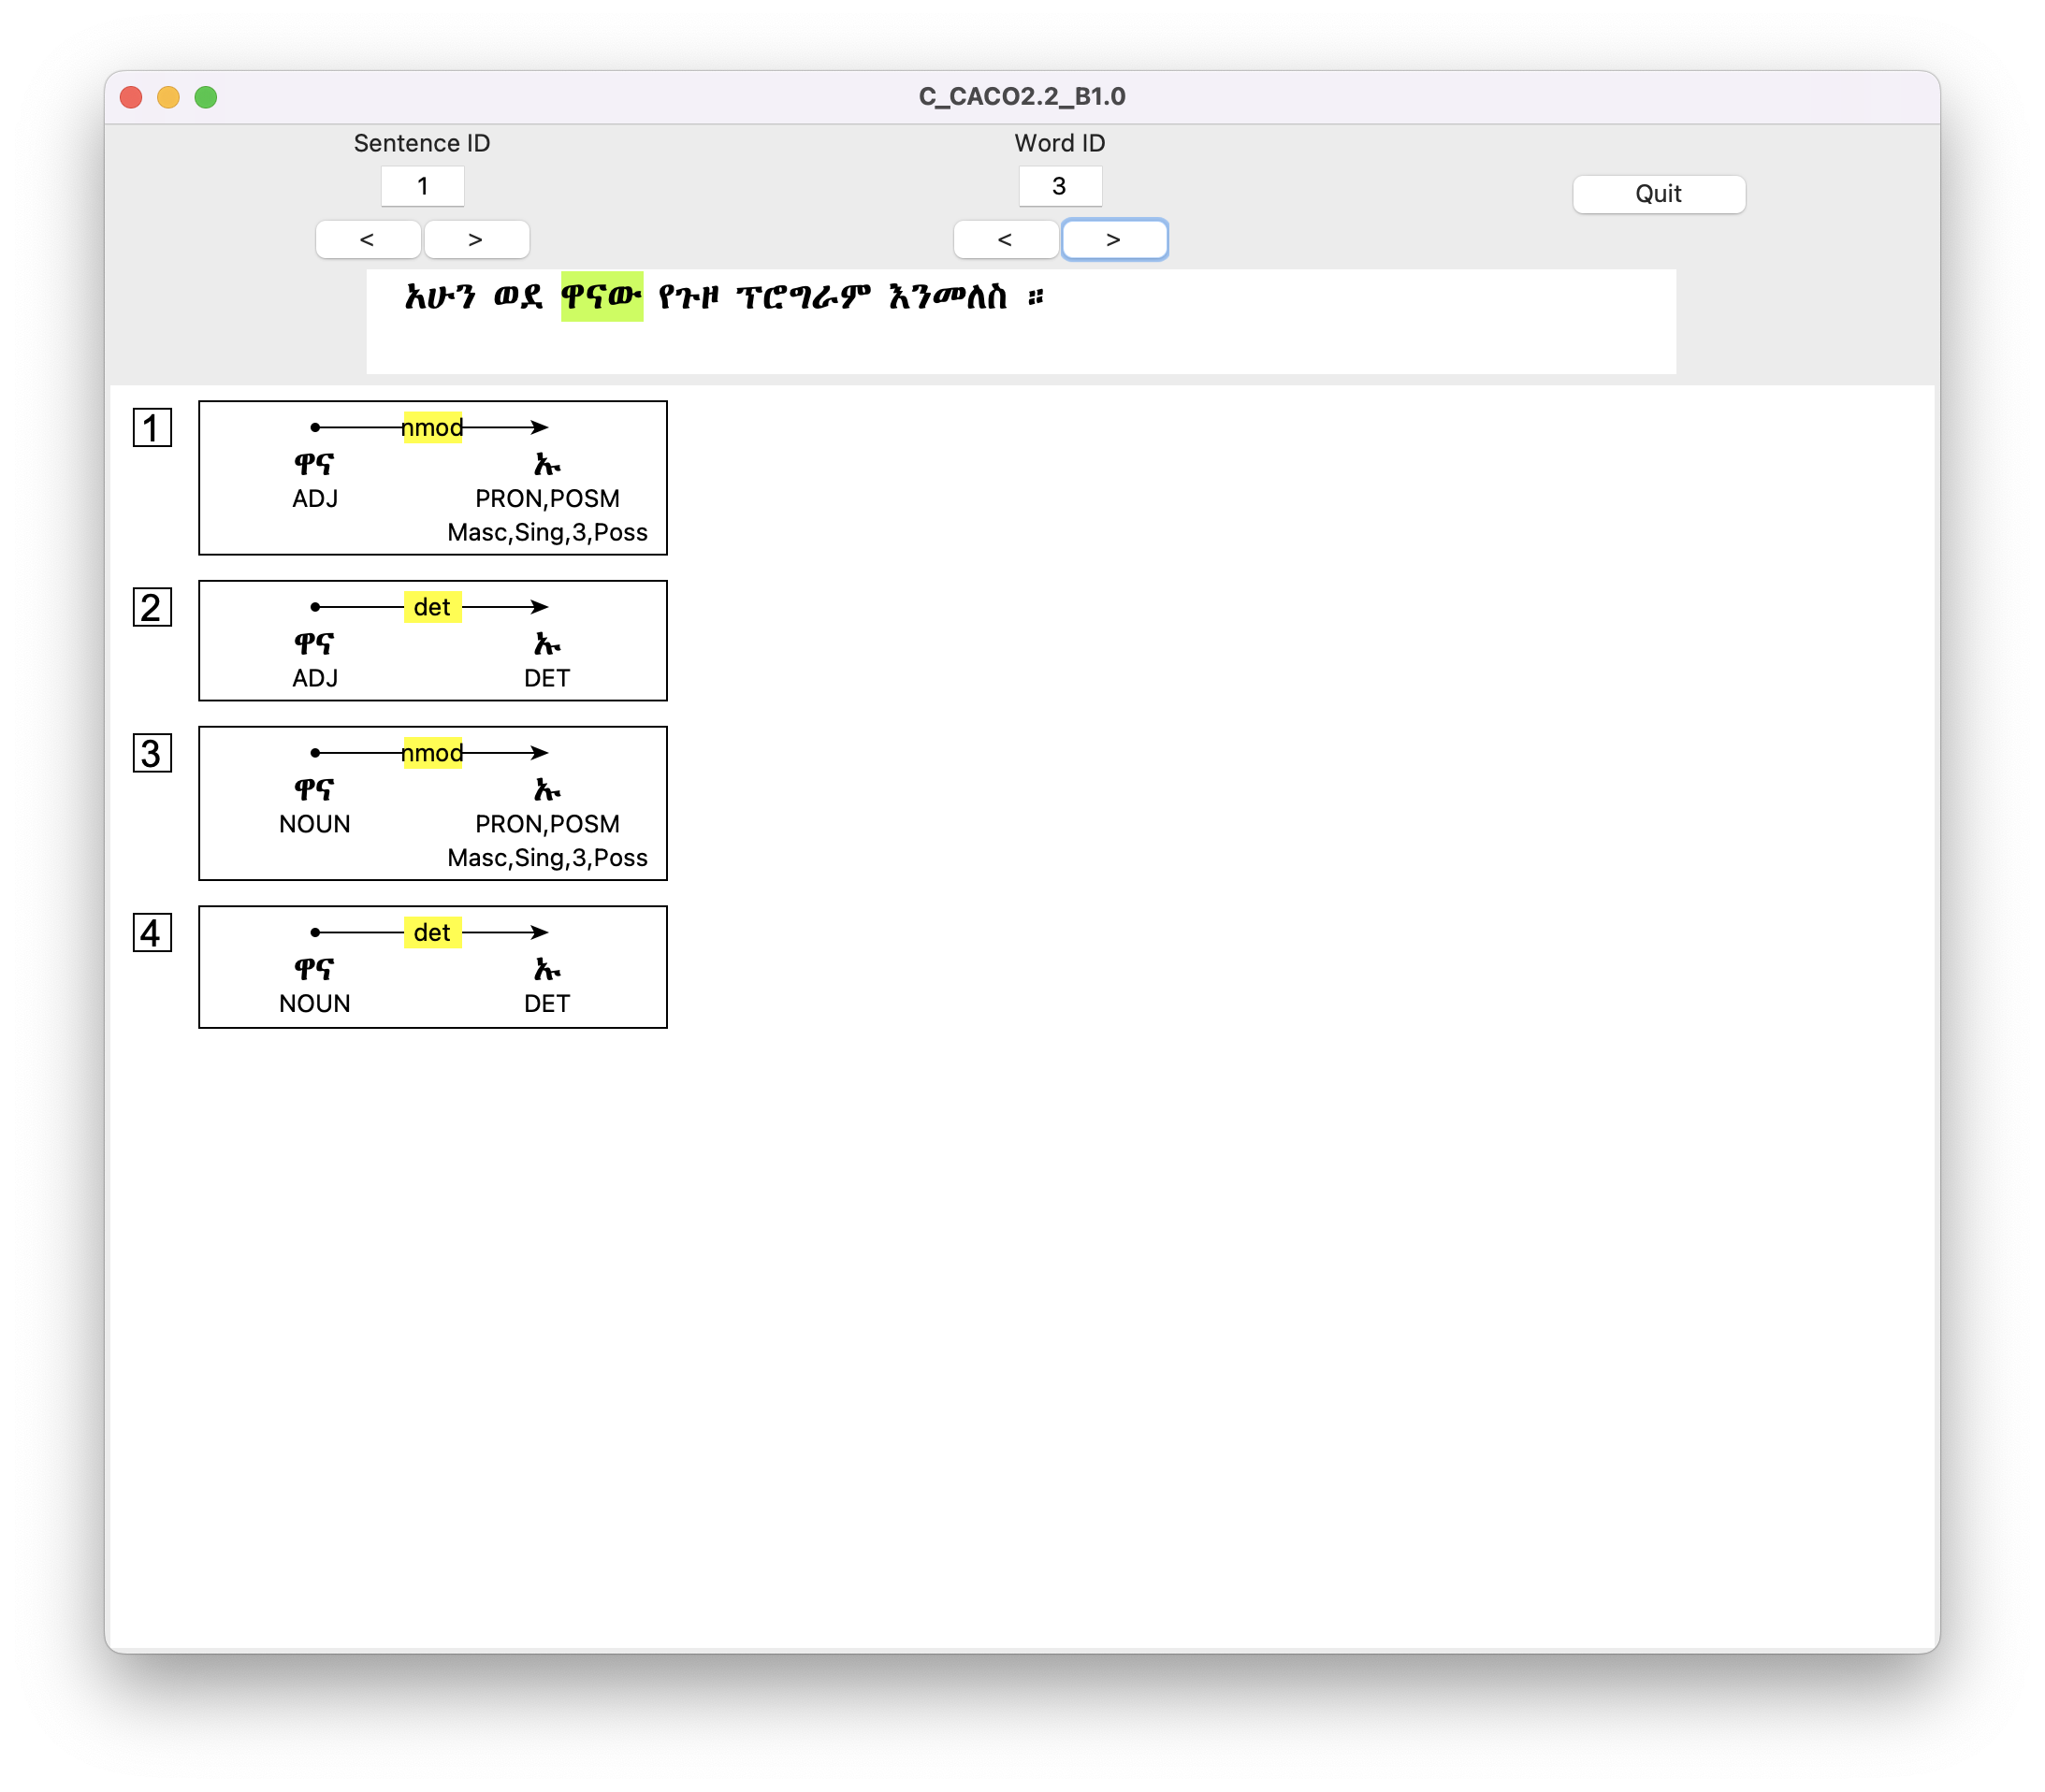 C_CACO2.2_B1.0
Sentence ID
Word ID
1
3
Quit
< >
< >
አሁን ወደ ዋናው የጉዞ ፕሮግራም እንመለስ ።
1
nmod
ዋና ኡ
ADJ PRON,POSM
Masc,Sing,3,Poss
2
det
ዋና ኡ
ADJ DET
3
nmod
ዋና ኡ
NOUN PRON,POSM
Masc,Sing,3,Poss
4
det
ዋና ኡ
NOUN DET